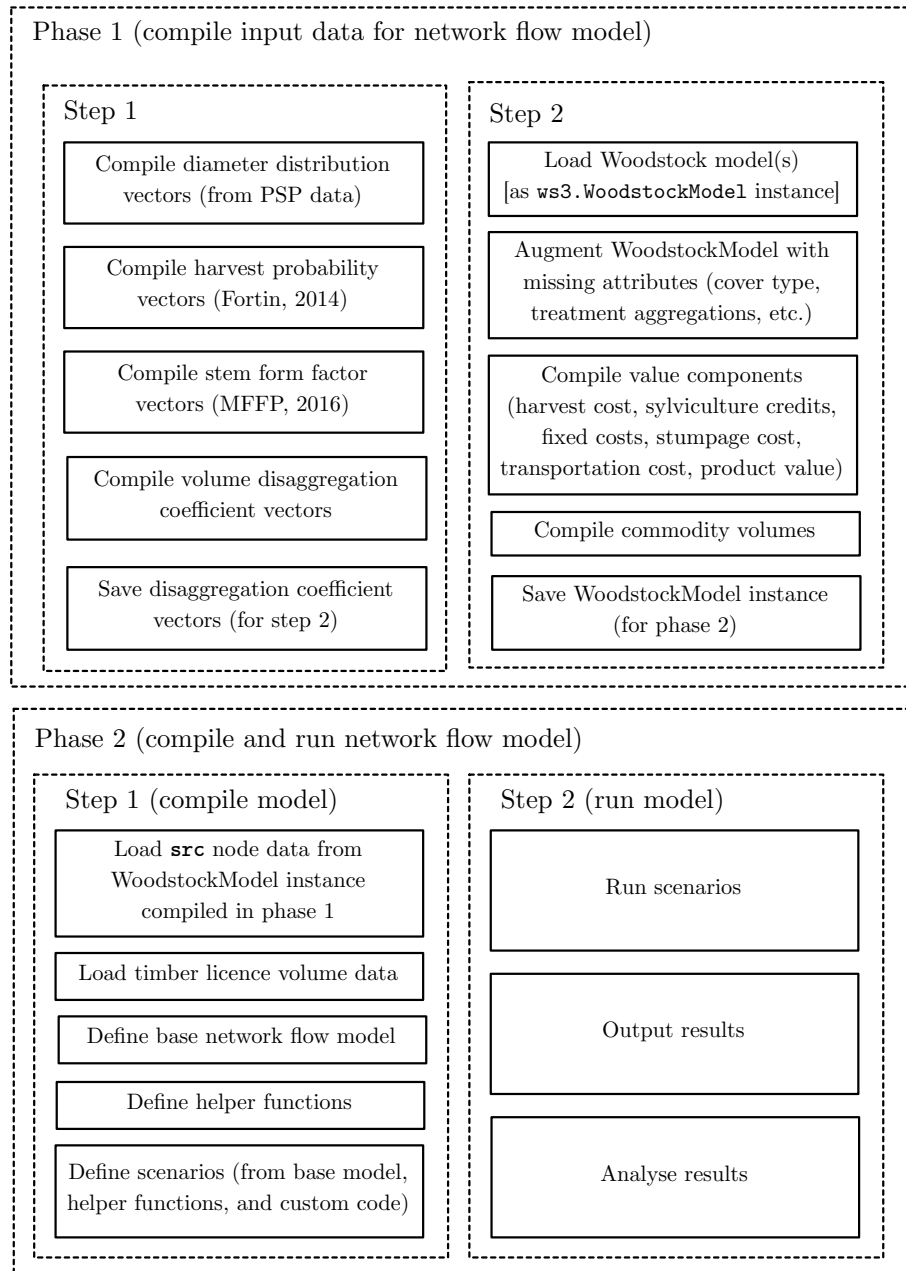 Phase 1 (compile input data for network flow model)
Step 1
Compile diameter distribution
vectors (from PSP data)
Compile harvest probability
vectors (Fortin, 2014)
Compile stem form factor
vectors (MFFP, 2016)
Compile volume disaggregation
coefficient vectors
Save disaggregation coefficient
vectors (for step 2)
Step 2
Load Woodstock model(s)
[as ws3.WoodstockModel instance]
Augment WoodstockModel with
missing attributes (cover type,
treatment aggregations, etc.)
Compile value components
(harvest cost, sylviculture credits,
fixed costs, stumpage cost,
transportation cost, product value)
Compile commodity volumes
Save WoodstockModel instance
(for phase 2)
Phase 2 (compile and run network flow model)
Step 1 (compile model)
Load src node data from
WoodstockModel instance
compiled in phase 1
Load timber licence volume data
Define base network flow model
Define helper functions
Define scenarios (from base model,
helper functions, and custom code)
Step 2 (run model)
Run scenarios
Output results
Analyse results